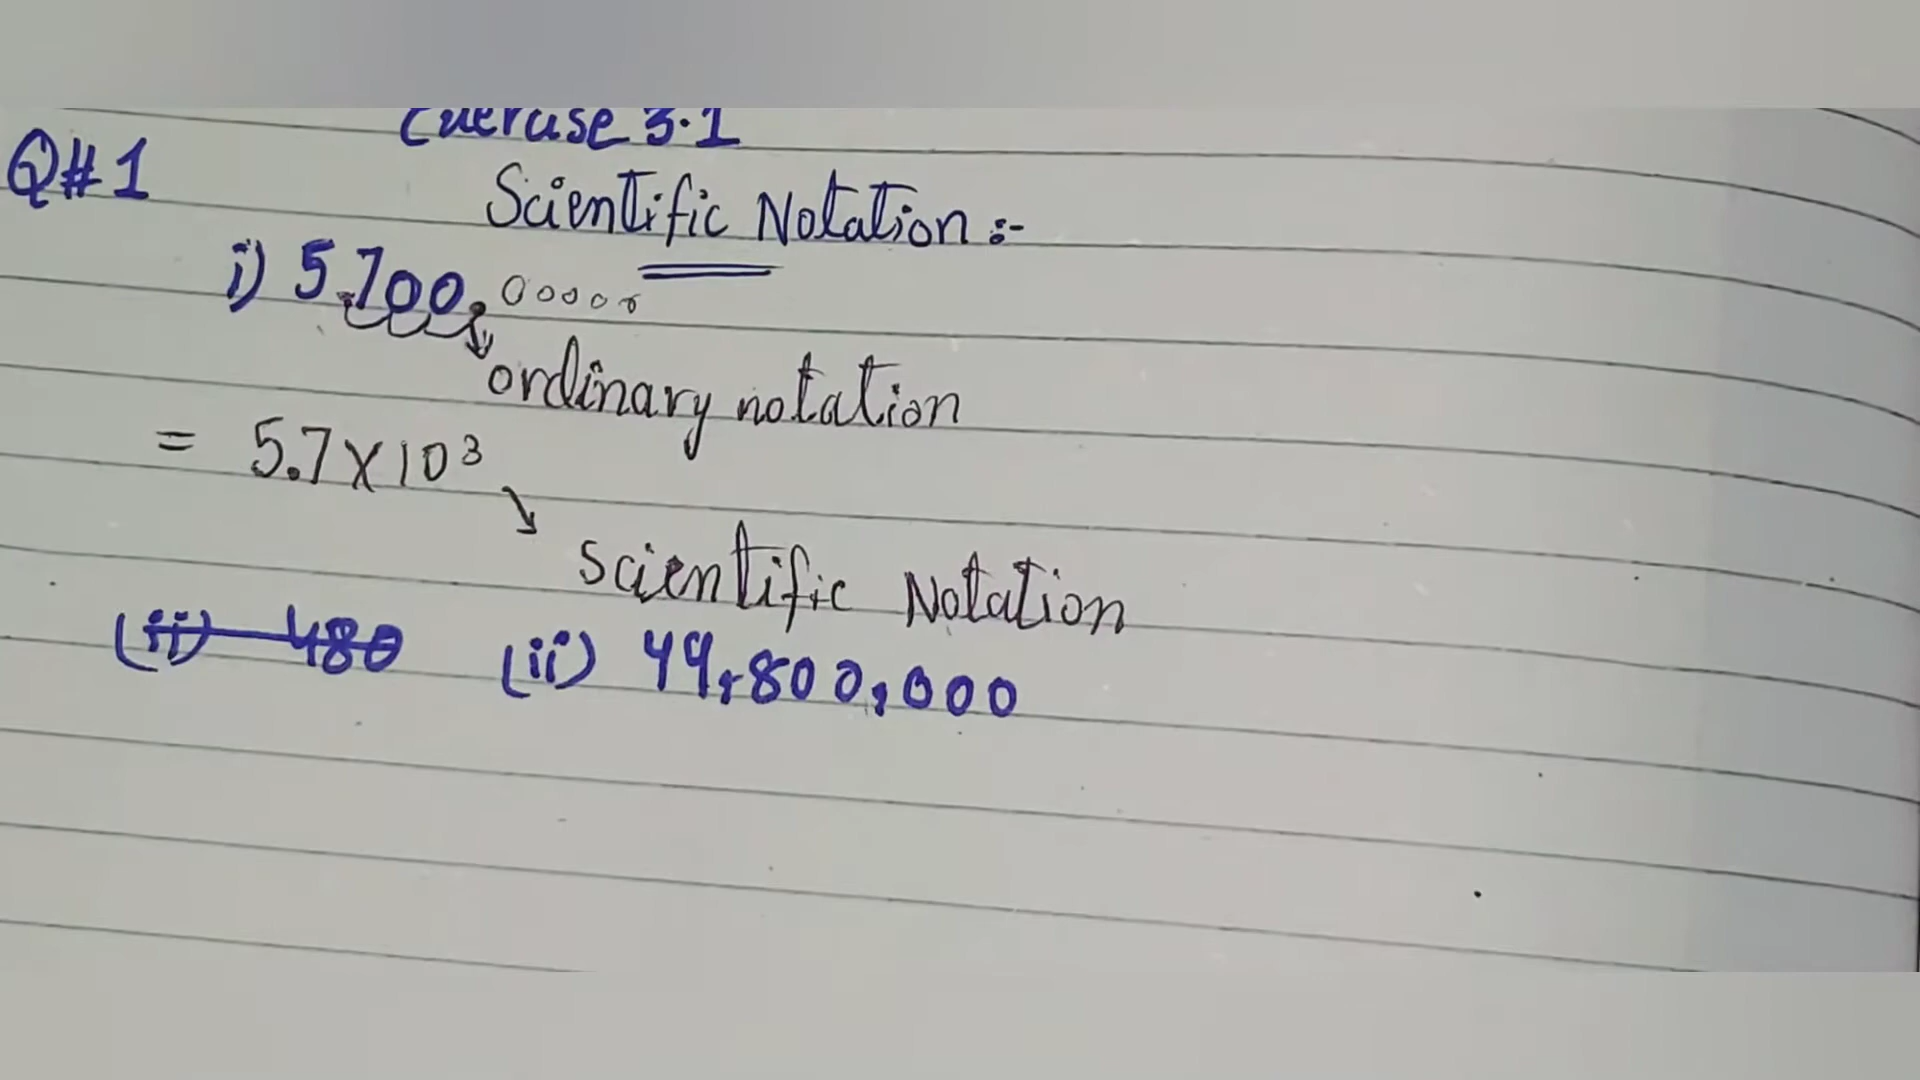 Exercise 3.1
Q#1
Scientific Notation :-
i) 5.700.00000
ordinary notation
= 5.7×10³
Scientific Notation
(ii) 480 (ii) 49,800,000